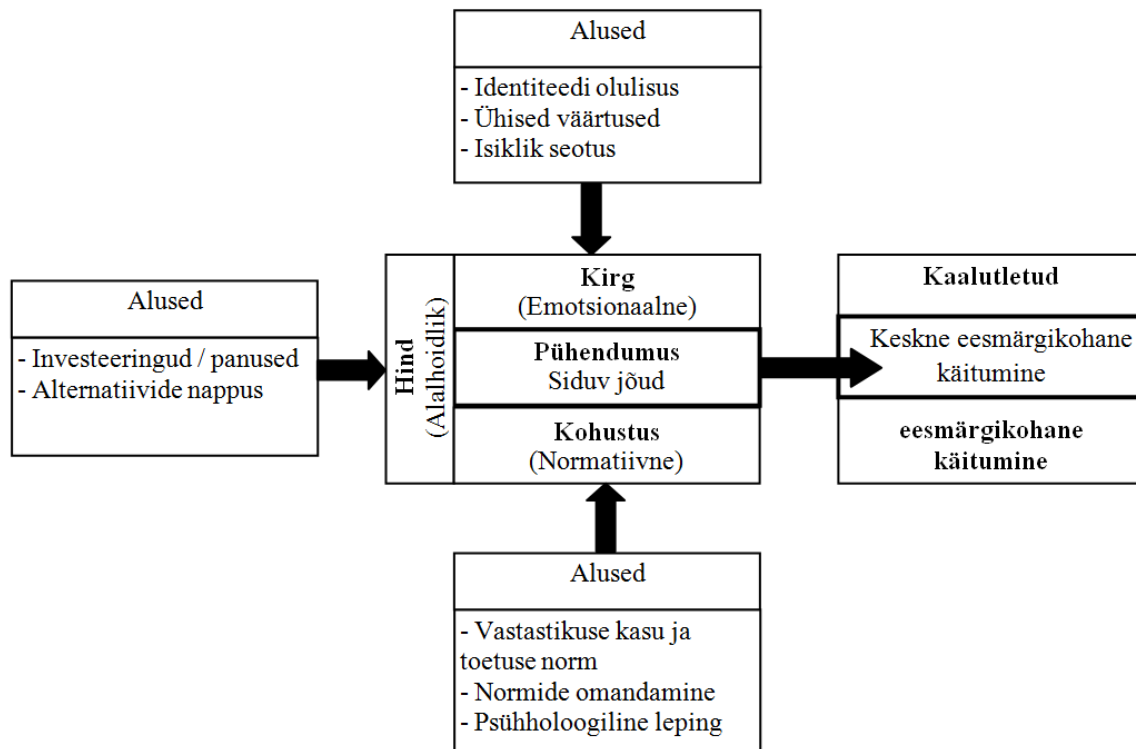 Alused
- Identiteedi olulisus
- Ühised väärtused
- Isiklik seotus
Alused
- Investeeringud / panused
- Alternatiivide nappus
Hind
(Alalhoidlik)
Kirg
(Emotsionaalne)
Pühendumus
Siduv jõud
Kohustus
(Normatiivne)
Kaalutletud
Keskne eesmärgikohane
käitumine
eesmärgikohane
käitumine
Alused
- Vastastikuse kasu ja
toetuse norm
- Normide omandamine
- Psühholoogiline leping